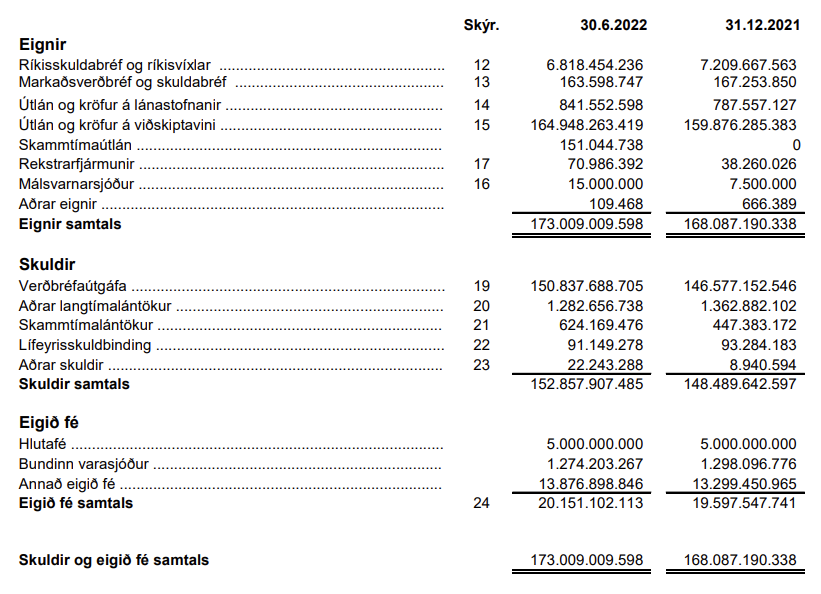 Skýr. 30.6.2022 31.12.2021
Eignir
Ríkisskuldabréf og ríkisvíxlar ........................................................ 12 6.818.454.236 7.209.667.563
Markaðsverðbréf og skuldabréf ..................................................... 13 163.598.747 167.253.850
Útlán og kröfur á lánastofnanir ....................................................... 14 841.552.598 787.557.127
Útlán og kröfur á viðskiptavini ....................................................... 15 164.948.263.419 159.876.285.383
Skammtímaútlán ........................................................................... 151.044.738 0
Rekstrarfjármunir ........................................................................... 17 70.986.392 38.260.026
Málsvarnarsjóður ........................................................................... 16 15.000.000 7.500.000
Aðrar eignir .................................................................................... 109.468 666.389
Eignir samtals 173.009.009.598 168.087.190.338
Skuldir
Verðbréfaútgáfa ............................................................................. 19 150.837.688.705 146.577.152.546
Aðrar langtímalántökur .................................................................. 20 1.282.656.738 1.362.882.102
Skammtímalántökur ...................................................................... 21 624.169.476 447.383.172
Lífeyrisskuldbinding ....................................................................... 22 91.149.278 93.284.183
Aðrar skuldir .................................................................................. 23 22.243.288 8.940.594
Skuldir samtals 152.857.907.485 148.489.642.597
Eigið fé
Hlutafé ........................................................................................... 5.000.000.000 5.000.000.000
Bundinn varasjóður ....................................................................... 1.274.203.267 1.298.096.776
Annað eigið fé ............................................................................... 13.876.898.846 13.299.450.965
Eigið fé samtals 24 20.151.102.113 19.597.547.741
Skuldir og eigið fé samtals 173.009.009.598 168.087.190.338